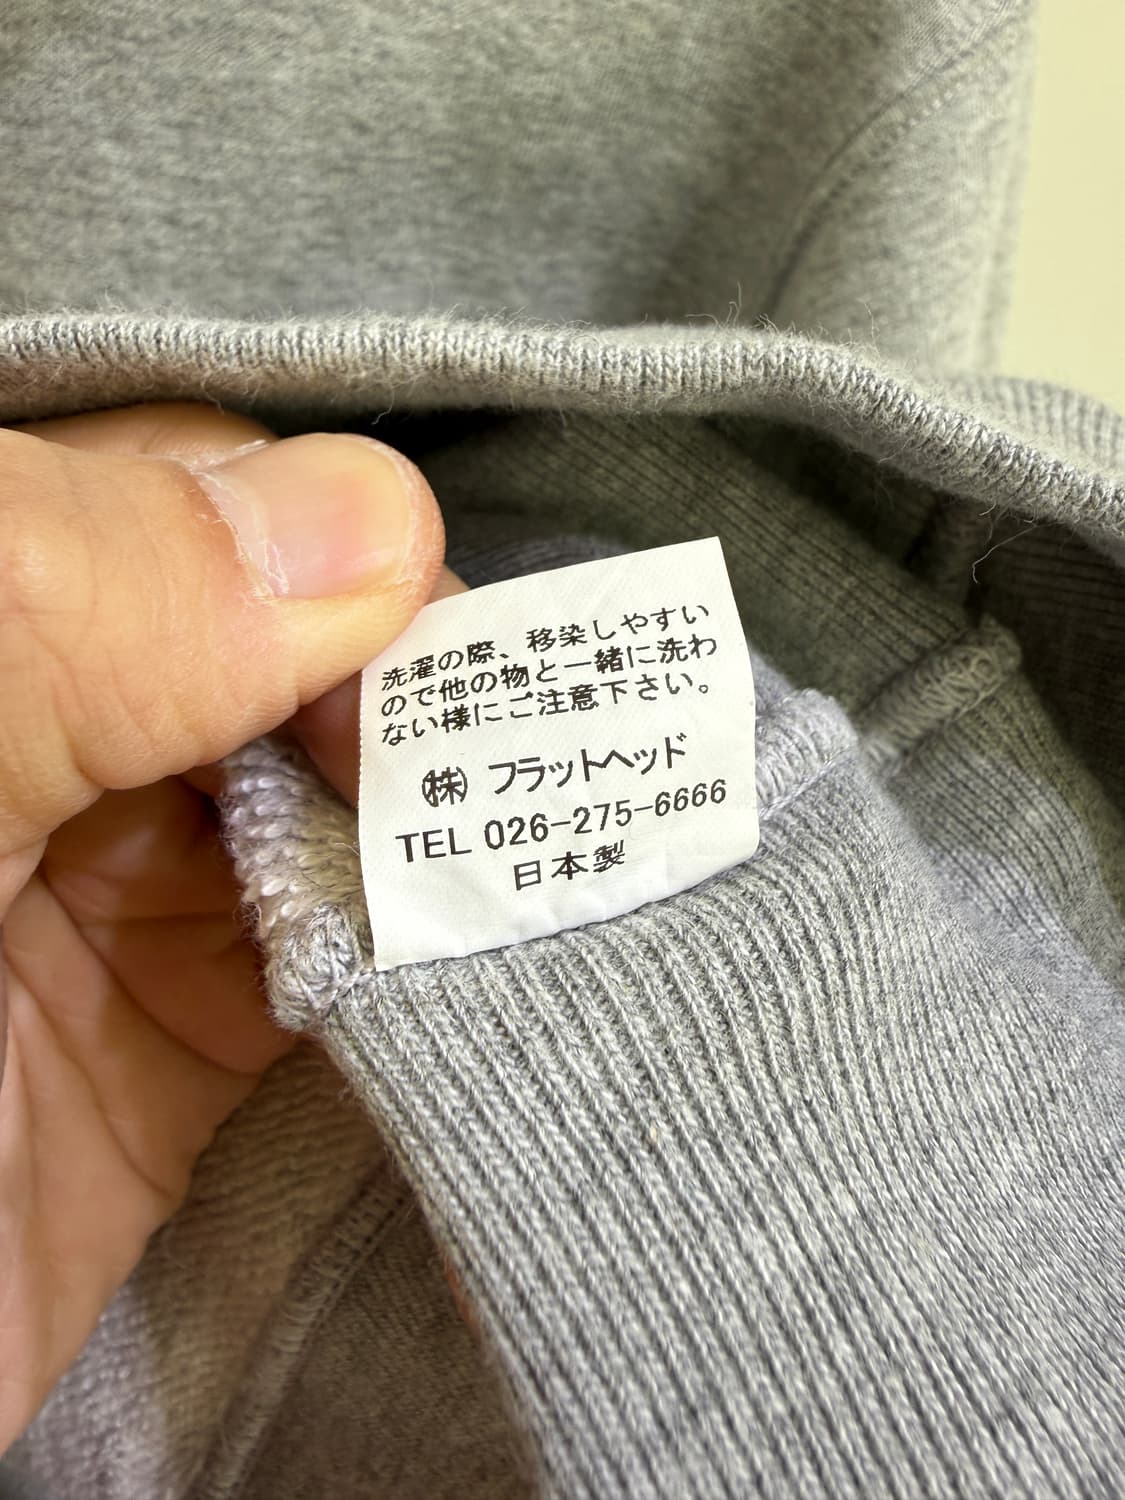 洗濯の際、移染しやすい
ので他の物と一緒に洗わ
ない様にご注意下さい。
㈱ フラットヘッド
TEL 026-275-6666
日本製